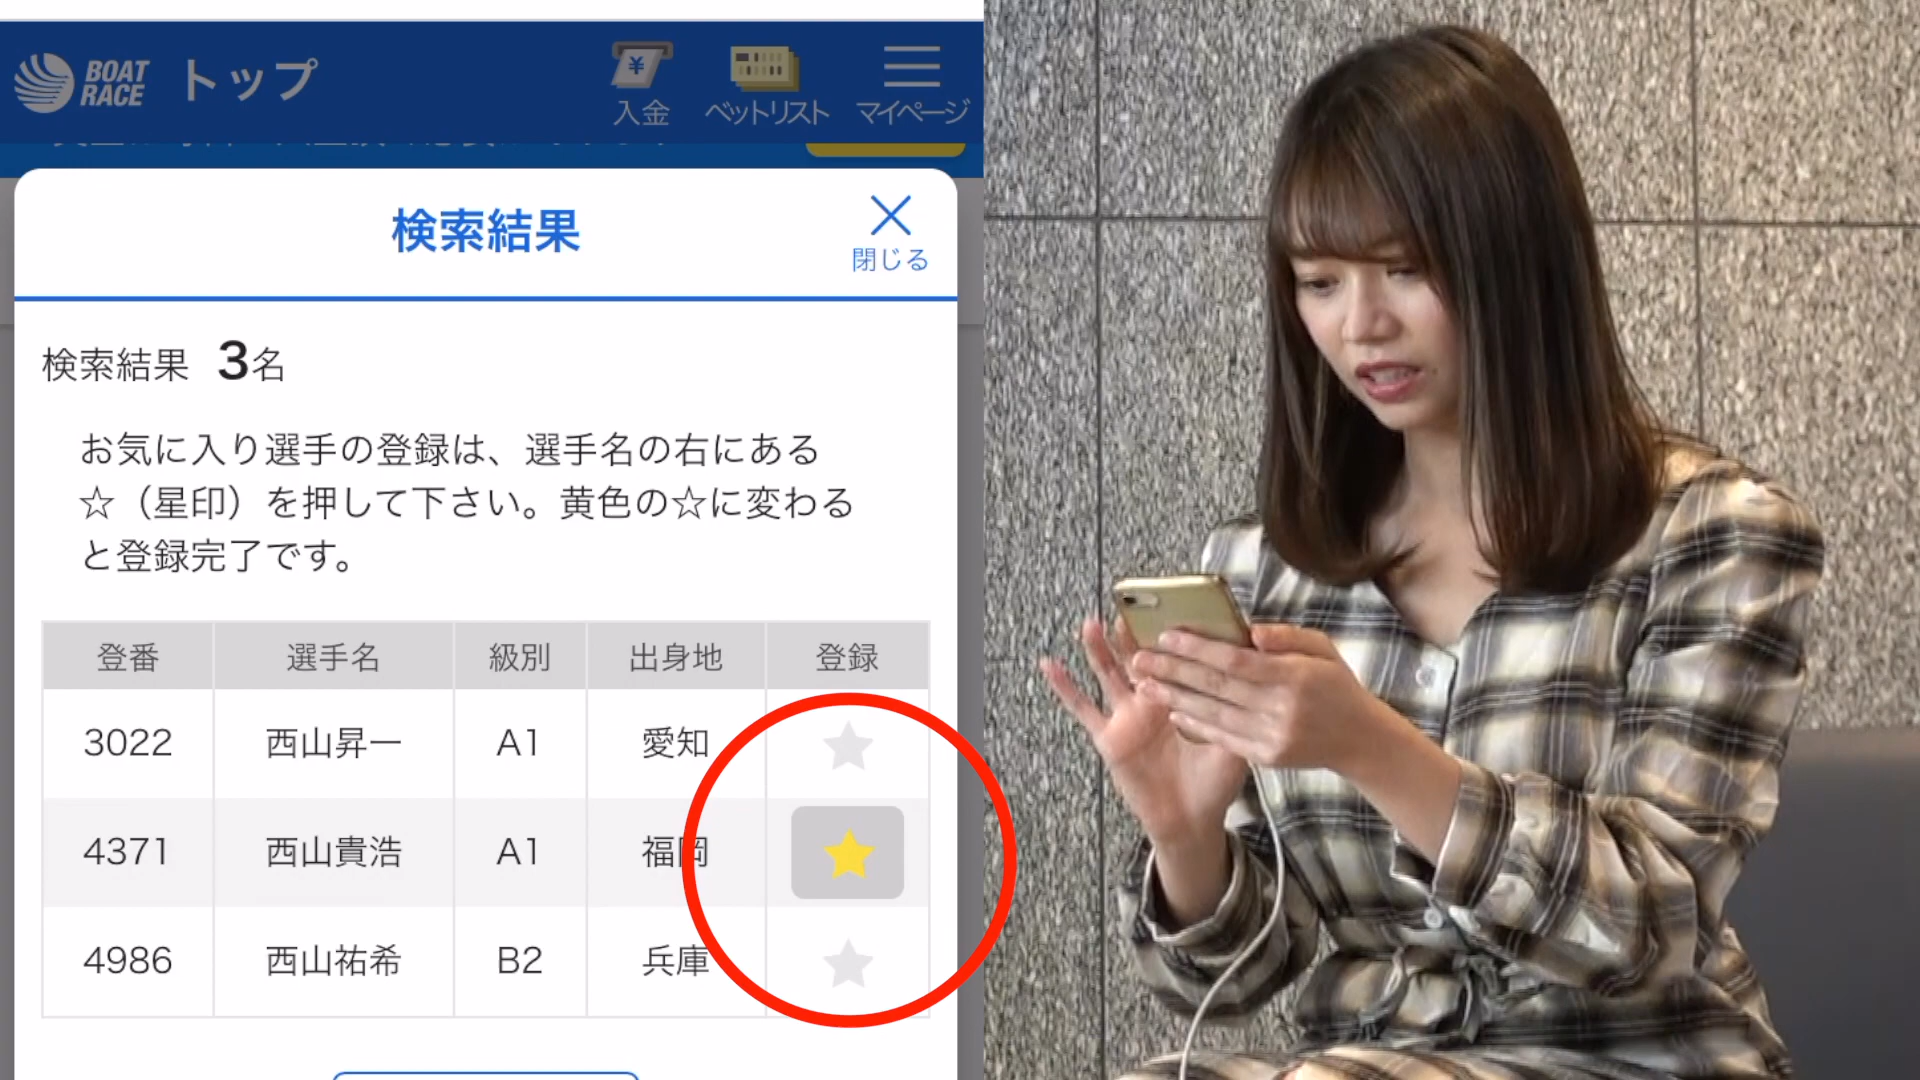 BOAT RACE トップ
入金 ベットリスト マイページ
検索結果
閉じる
検索結果 3名
お気に入り選手の登録は、選手名の右にある
☆（星印）を押して下さい。黄色の☆に変わる
と登録完了です。
登番 選手名 級別 出身地 登録
3022 西山昇一 A1 愛知
4371 西山貴浩 A1 福岡
4986 西山祐希 B2 兵庫